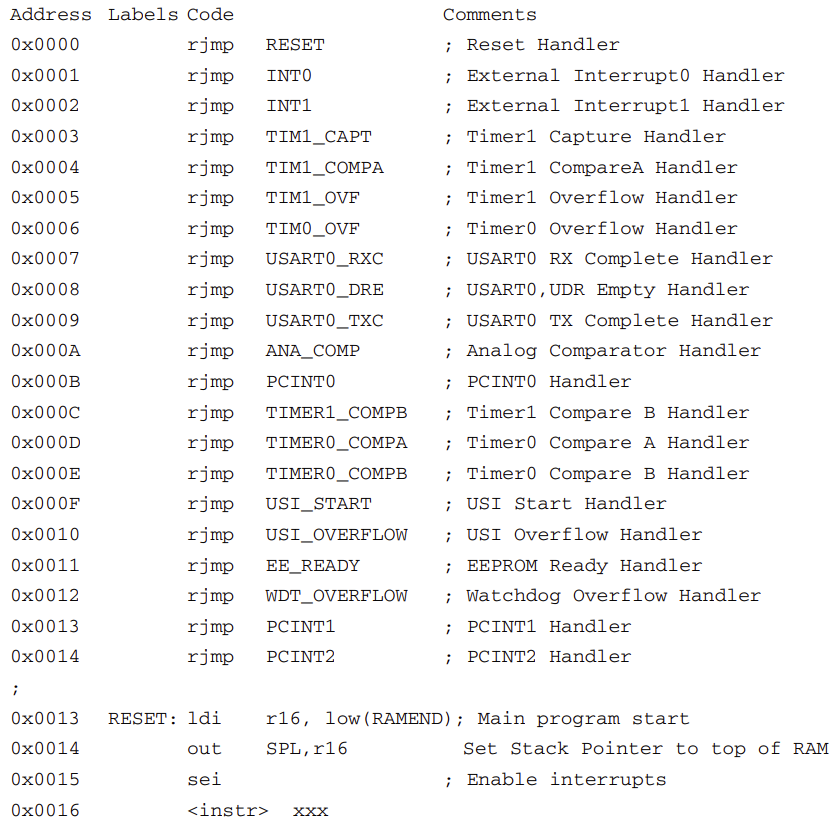 Address Labels Code Comments
0x0000 rjmp RESET ; Reset Handler
0x0001 rjmp INT0 ; External Interrupt0 Handler
0x0002 rjmp INT1 ; External Interrupt1 Handler
0x0003 rjmp TIM1_CAPT ; Timer1 Capture Handler
0x0004 rjmp TIM1_COMPA ; Timer1 CompareA Handler
0x0005 rjmp TIM1_OVF ; Timer1 Overflow Handler
0x0006 rjmp TIM0_OVF ; Timer0 Overflow Handler
0x0007 rjmp USART0_RXC ; USART0 RX Complete Handler
0x0008 rjmp USART0_DRE ; USART0,UDR Empty Handler
0x0009 rjmp USART0_TXC ; USART0 TX Complete Handler
0x000A rjmp ANA_COMP ; Analog Comparator Handler
0x000B rjmp PCINT0 ; PCINT0 Handler
0x000C rjmp TIMER1_COMPB ; Timer1 Compare B Handler
0x000D rjmp TIMER0_COMPA ; Timer0 Compare A Handler
0x000E rjmp TIMER0_COMPB ; Timer0 Compare B Handler
0x000F rjmp USI_START ; USI Start Handler
0x0010 rjmp USI_OVERFLOW ; USI Overflow Handler
0x0011 rjmp EE_READY ; EEPROM Ready Handler
0x0012 rjmp WDT_OVERFLOW ; Watchdog Overflow Handler
0x0013 rjmp PCINT1 ; PCINT1 Handler
0x0014 rjmp PCINT2 ; PCINT2 Handler
;
0x0013 RESET: ldi r16, low(RAMEND); Main program start
0x0014 out SPL,r16 Set Stack Pointer to top of RAM
0x0015 sei ; Enable interrupts
0x0016 <instr> xxx